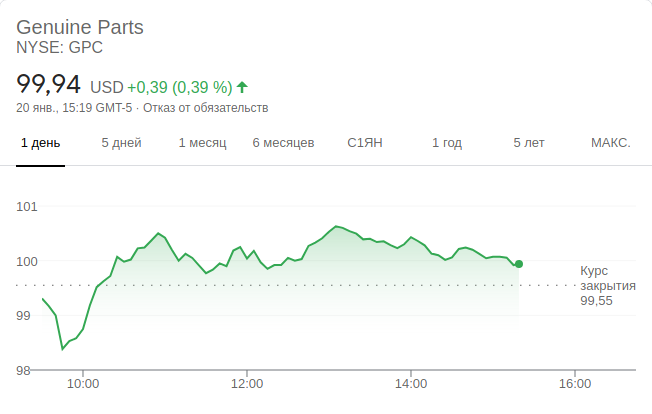 Genuine Parts
NYSE: GPC
99,94 USD +0,39 (0,39 %)
20 янв., 15:19 GMT-5 · Отказ от обязательств
1 день 5 дней 1 месяц 6 месяцев С1ЯН 1 год 5 лет МАКС.
101
100
99
98
Курс
закрытия
99,55
10:00 12:00 14:00 16:00